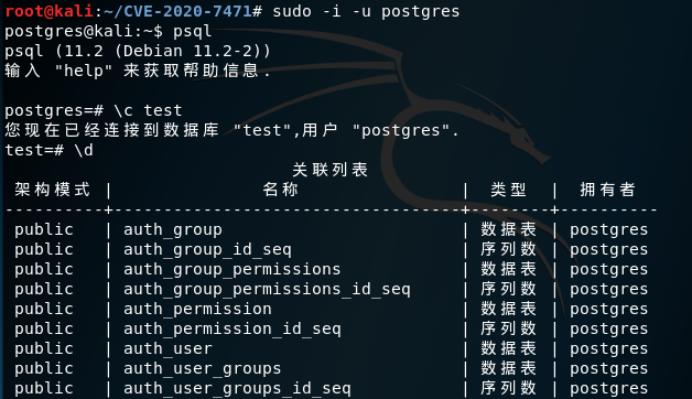 root@kali:~/CVE-2020-7471# sudo -i -u postgres
postgres@kali:~$ psql
psql (11.2 (Debian 11.2-2))
输入 "help" 来获取帮助信息.
postgres=# \c test
您现在已经连接到数据库 "test",用户 "postgres".
test=# \d
关联列表
架构模式 | 名称 | 类型 | 拥有者
----------+-----------------------------------+--------+----------
public | auth_group | 数据表 | postgres
public | auth_group_id_seq | 序列数 | postgres
public | auth_group_permissions | 数据表 | postgres
public | auth_group_permissions_id_seq | 序列数 | postgres
public | auth_permission | 数据表 | postgres
public | auth_permission_id_seq | 序列数 | postgres
public | auth_user | 数据表 | postgres
public | auth_user_groups | 数据表 | postgres
public | auth_user_groups_id_seq | 序列数 | postgres